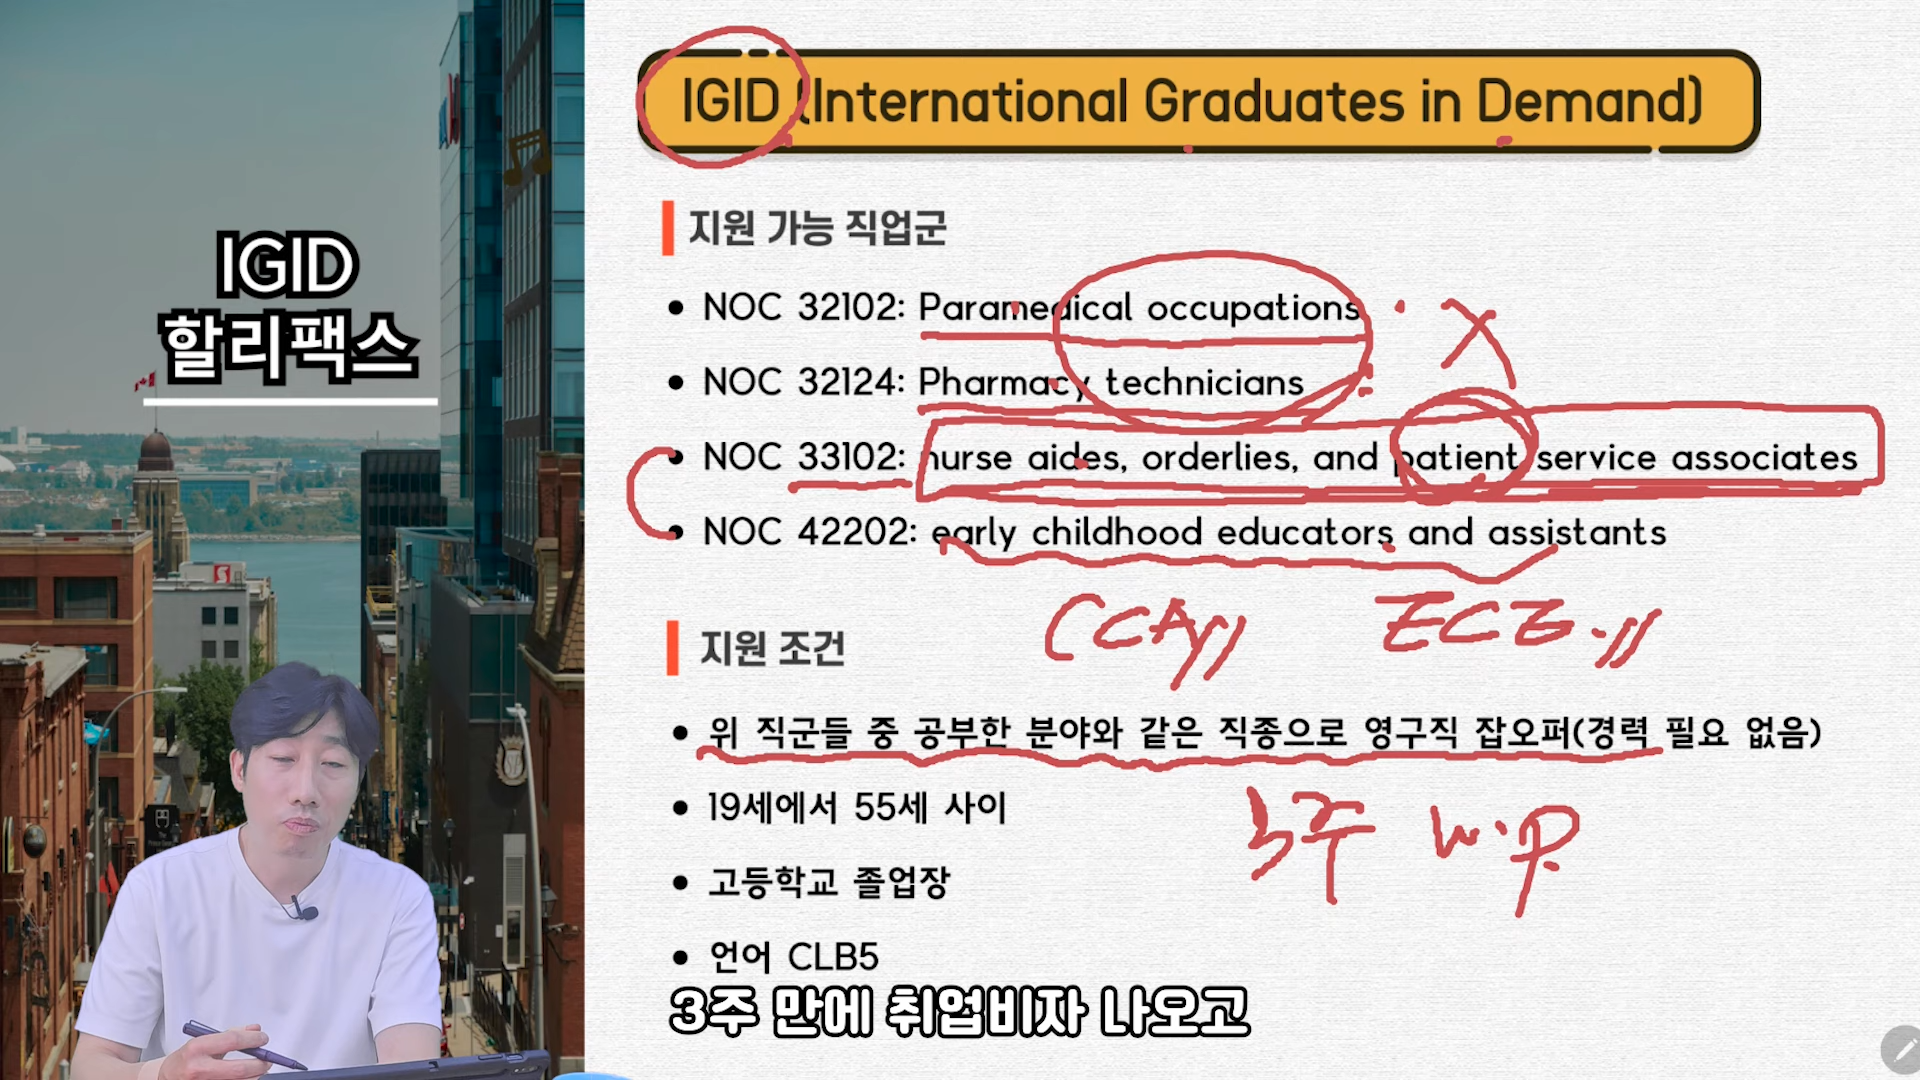 IGID (International Graduates in Demand)
IGID
할리팩스
지원 가능 직업군
NOC 32102: Paramedical occupations
NOC 32124: Pharmacy technicians
NOC 33102: nurse aides, orderlies, and patient service associates
NOC 42202: early childhood educators and assistants
CCA
ECE
지원 조건
위 직군들 중 공부한 분야와 같은 직종으로 영구직 잡오퍼(경력 필요 없음)
19세에서 55세 사이
3주 W.P
고등학교 졸업장
언어 CLB5
3주 만에 취업비자 나오고